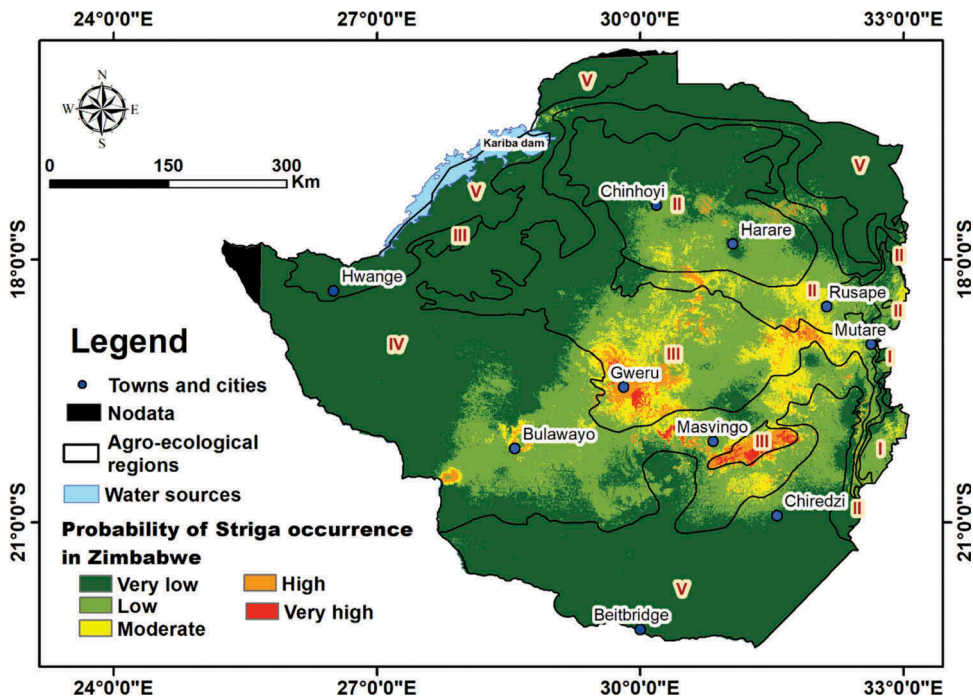 24°0'0"E 27°0'0"E 30°0'0"E 33°0'0"E
N
W E
S
0 150 300
Km
V
Kariba dam
V
V
Chinhoyi
II
III
Harare
II
18°0'0"S
18°0'0"S
Hwange
II
Rusape
II
Mutare
Legend
IV
III
I
Towns and cities
Gweru
Nodata
Agro-ecological
regions
Bulawayo
Masvingo
III
I
Water sources
Chiredzi
II
21°0'0"S
21°0'0"S
Probability of Striga occurrence
in Zimbabwe
Very low
High
Low
Very high
Moderate
V
Beitbridge
24°0'0"E 27°0'0"E 30°0'0"E 33°0'0"E